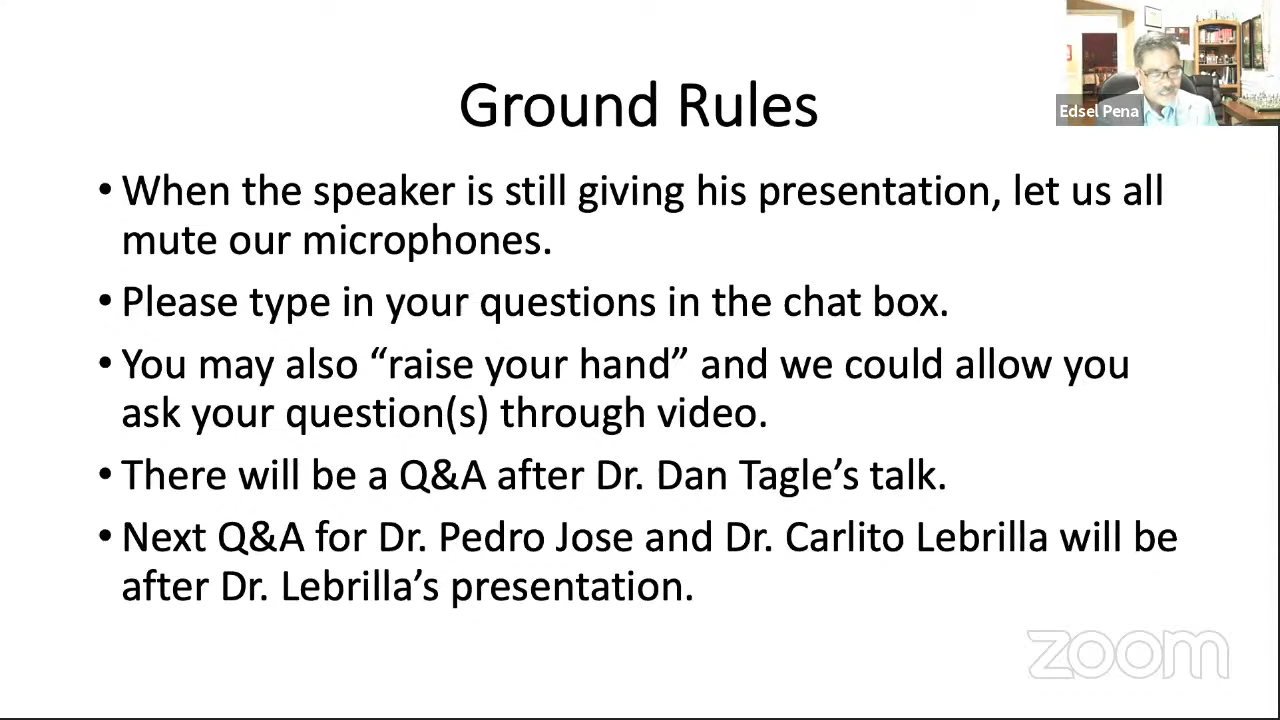 Edsel Pena
Ground Rules
• When the speaker is still giving his presentation, let us all
mute our microphones.
• Please type in your questions in the chat box.
• You may also “raise your hand” and we could allow you
ask your question(s) through video.
• There will be a Q&A after Dr. Dan Tagle’s talk.
• Next Q&A for Dr. Pedro Jose and Dr. Carlito Lebrilla will be
after Dr. Lebrilla’s presentation.
zoom